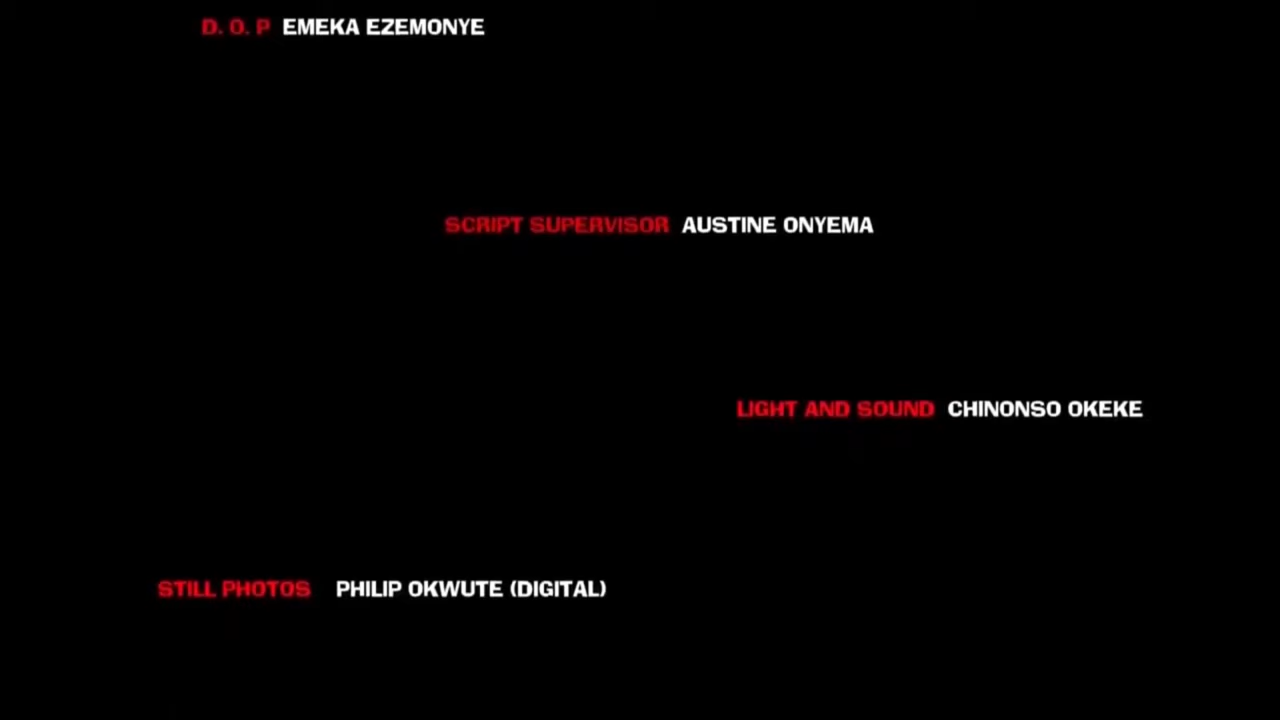 D. O. P EMEKA EZEMONYE
SCRIPT SUPERVISOR AUSTINE ONYEMA
LIGHT AND SOUND CHINONSO OKEKE
STILL PHOTOS PHILIP OKWUTE (DIGITAL)